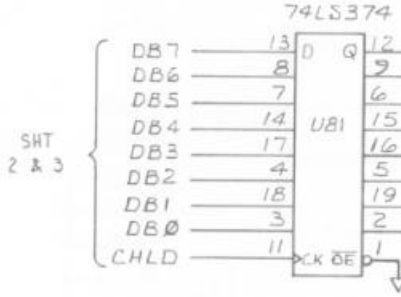 74LS374
DB7 13 D Q 12
DB6 8 9
DB5 7 6
DB4 14 U81 15
SHT DB3 17 16
2 & 3 DB2 4 5
DB1 18 19
DBØ 3 2
CHLD 11 CK OE 1